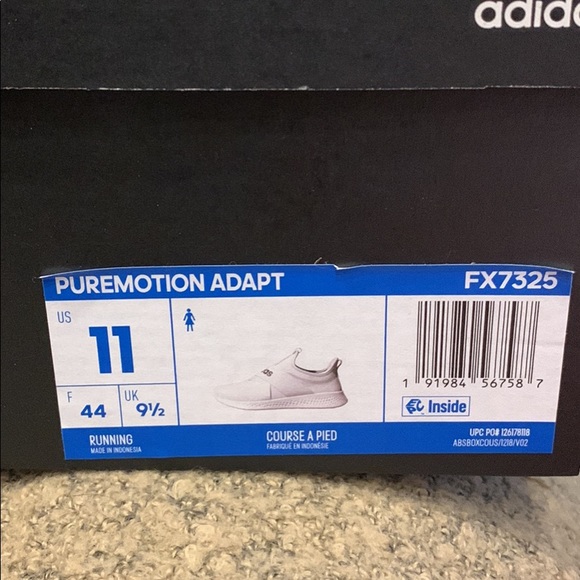 adidas
PUREMOTION ADAPT FX7325
US
11
F
44
UK
9½
1 91984 56758 7
Inside
RUNNING
MADE IN INDONESIA
COURSE A PIED
FABRIQUÉ EN INDONÉSIE
UPC PO# 126178118
ABSBOXCOUS/1218/V02